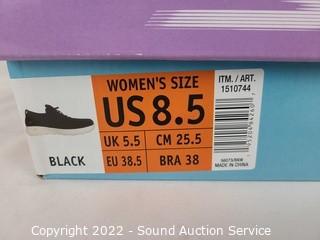 WOMEN'S SIZE
US 8.5
UK 5.5
CM 25.5
EU 38.5
BRA 38
BLACK
ITM. / ART.
1510744
MADE IN CHINA
Copyright 2022 - Sound Auction Service